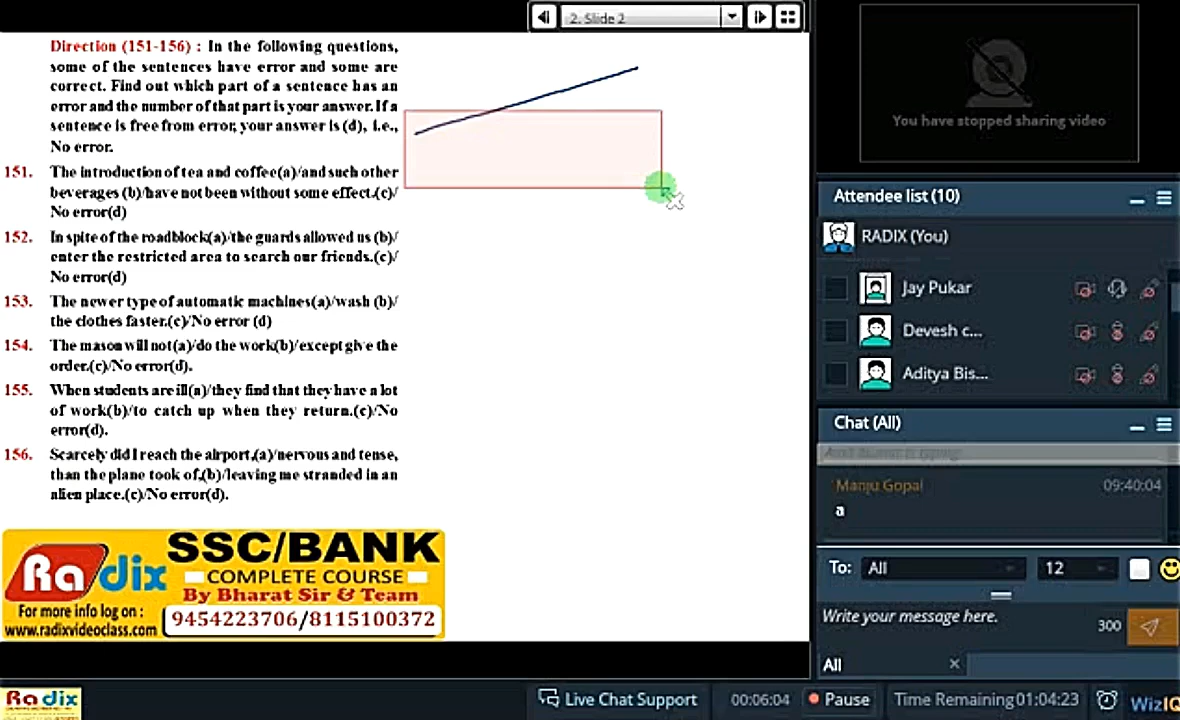 2. Slide 2
Direction (151-156) : In the following questions,
some of the sentences have error and some are
correct. Find out which part of a sentence has an
error and the number of that part is your answer. If a
sentence is free from error, your answer is (d), i.e.,
No error.
151. The introduction of tea and coffee(a)/and such other
beverages (b)/have not been without some effect.(c)/
No error(d)
152. In spite of the roadblock(a)/the guards allowed us (b)/
enter the restricted area to search our friends.(c)/
No error(d)
153. The newer type of automatic machines(a)/wash (b)/
the clothes faster.(c)/No error (d)
154. The mason will not(a)/do the work(b)/except give the
order.(c)/No error(d).
155. When students are ill(a)/they find that they have a lot
of work(b)/to catch up when they return.(c)/No
error(d).
156. Scarcely did I reach the airport,(a)/nervous and tense,
than the plane took of,(b)/leaving me stranded in an
alien place.(c)/No error(d).
Radix
SSC/BANK
COMPLETE COURSE
By Bharat Sir & Team
For more info log on :
www.radixvideoclass.com
9454223706/8115100372
You have stopped sharing video
Attendee list (10)
RADIX (You)
Jay Pukar
Devesh c...
Aditya Bis...
Chat (All)
Manju Gopal 09:40:04
a
To: All 12
Write your message here. 300
All
Radix
Live Chat Support 00:06:04 Pause Time Remaining 01:04:23 WizIQ